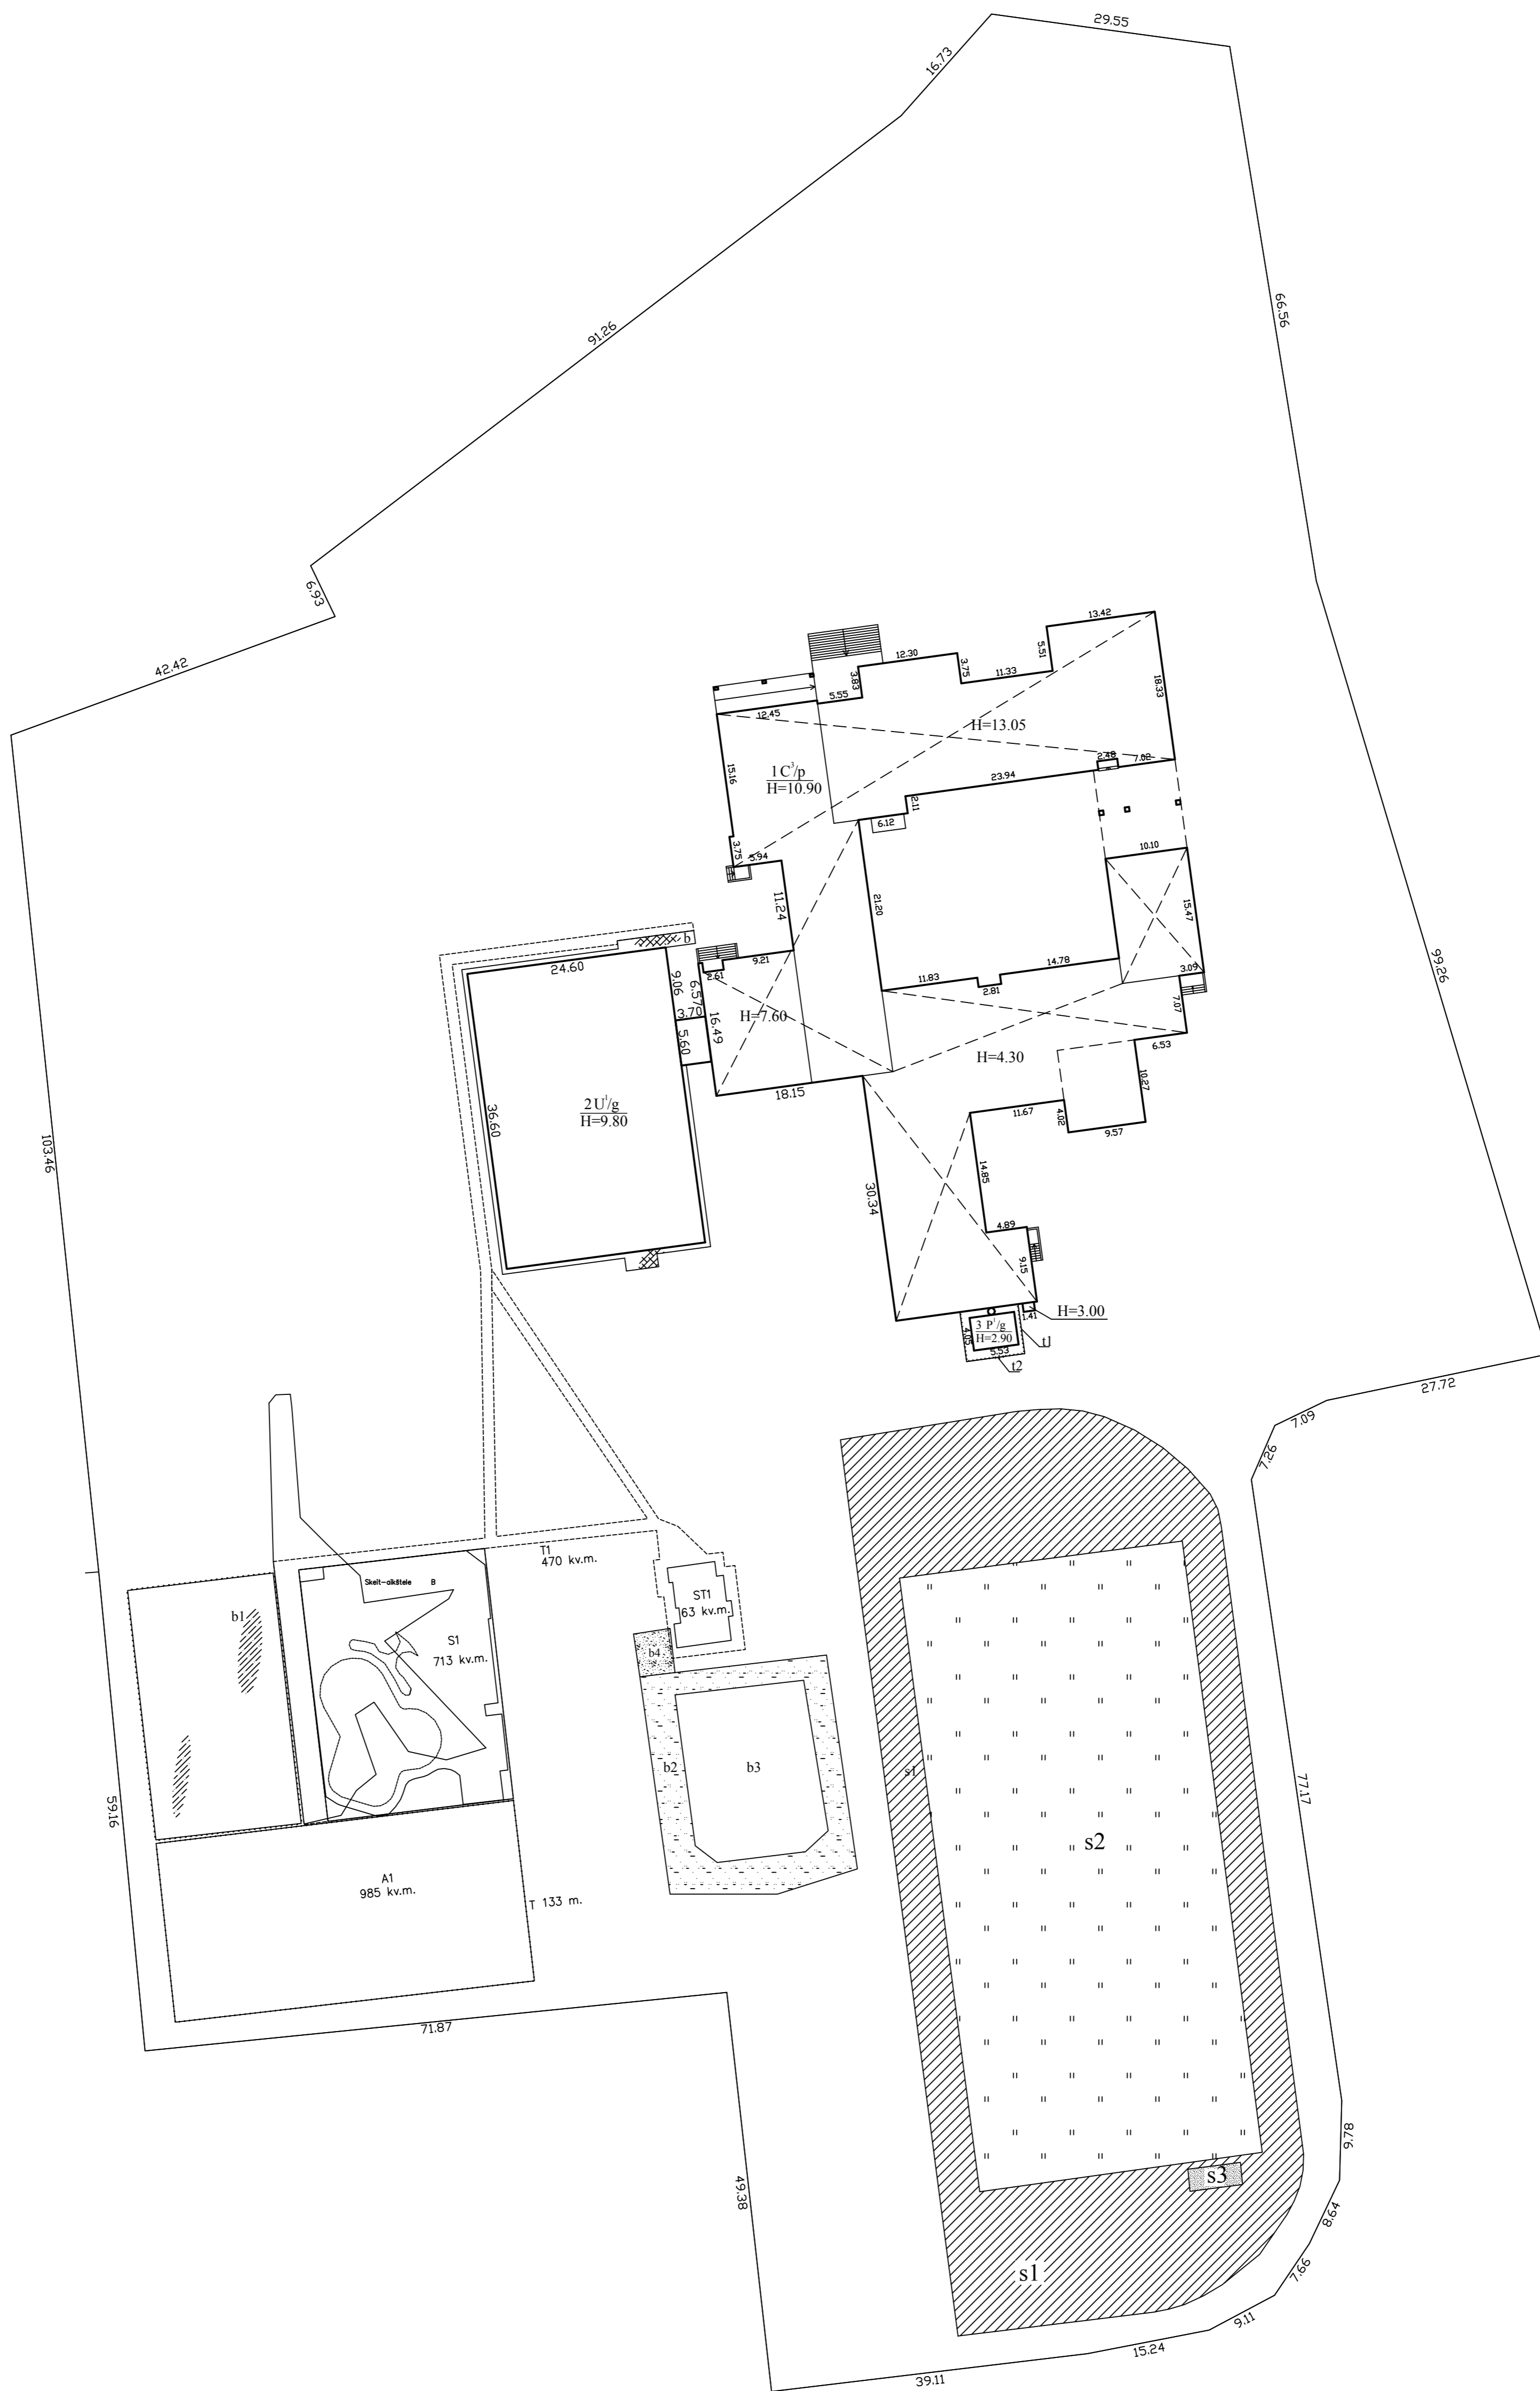 29.55
16.73
66.56
91.26
6.93
42.42
13.42
5.51
12.30
3.75
11.33
3.83
5.55
18.33
12.45
H=13.05
2.48
7.02
1C³/p
H=10.90
15.16
23.94
2.11
6.12
3.75
5.94
10.10
11.24
21.20
15.47
b
9.21
2.61
24.60
9.06
6.57
3.70
16.49
5.60
H=7.60
11.83
2.81
14.78
3.09
7.07
99.26
H=4.30
6.53
10.27
18.15
2U¹/g
H=9.80
36.60
11.67
4.02
9.57
103.46
14.85
30.34
4.89
9.15
H=3.00
1.41
3 P¹/g
H=2.90
4.05
5.53
t1
t2
27.72
7.09
7.26
T1
470 kv.m.
Skeit-aikštele B
ST1
63 kv.m.
b1
S1
713 kv.m.
b4
b2
b3
s1
77.17
59.16
s2
A1
985 kv.m.
T 133 m.
71.87
9.78
49.38
s3
8.64
s1
7.66
9.11
15.24
39.11